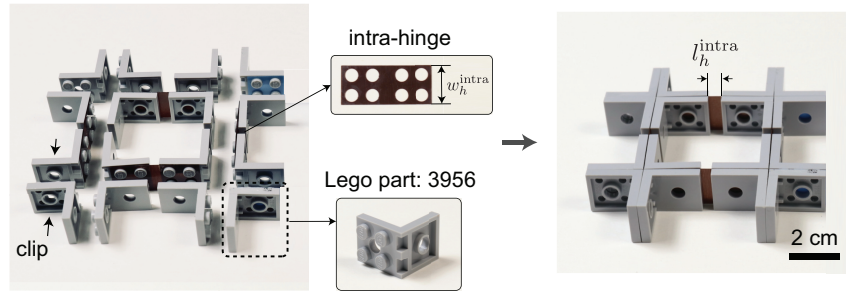 intra-hinge
w_h^intra
l_h^intra
Lego part: 3956
clip
2 cm